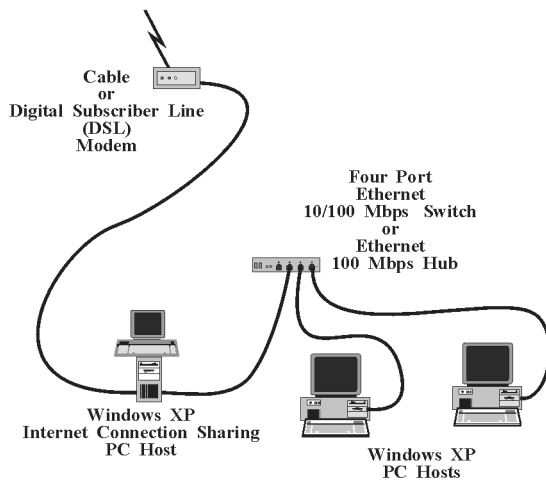 Cable
or
Digital Subscriber Line
(DSL)
Modem
Four Port
Ethernet
10/100 Mbps Switch
or
Ethernet
100 Mbps Hub
Windows XP
Internet Connection Sharing
PC Host
Windows XP
PC Hosts